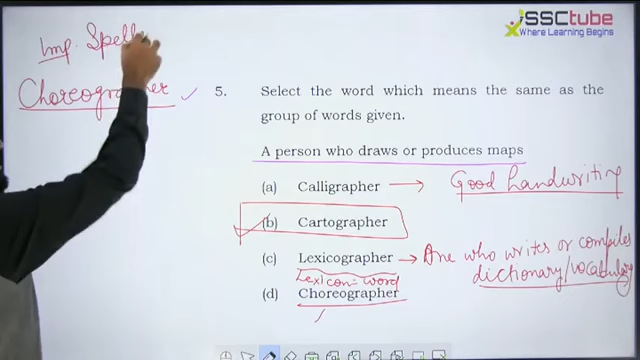 SSCtube
Where Learning Begins
Imp. Spell
Choreographer
5. Select the word which means the same as the
group of words given.
A person who draws or produces maps
(a) Calligrapher → Good handwriting
(b) Cartographer
(c) Lexicographer → One who writes or compiles
dictionary/vocabulary
Lexicon = word
(d) Choreographer